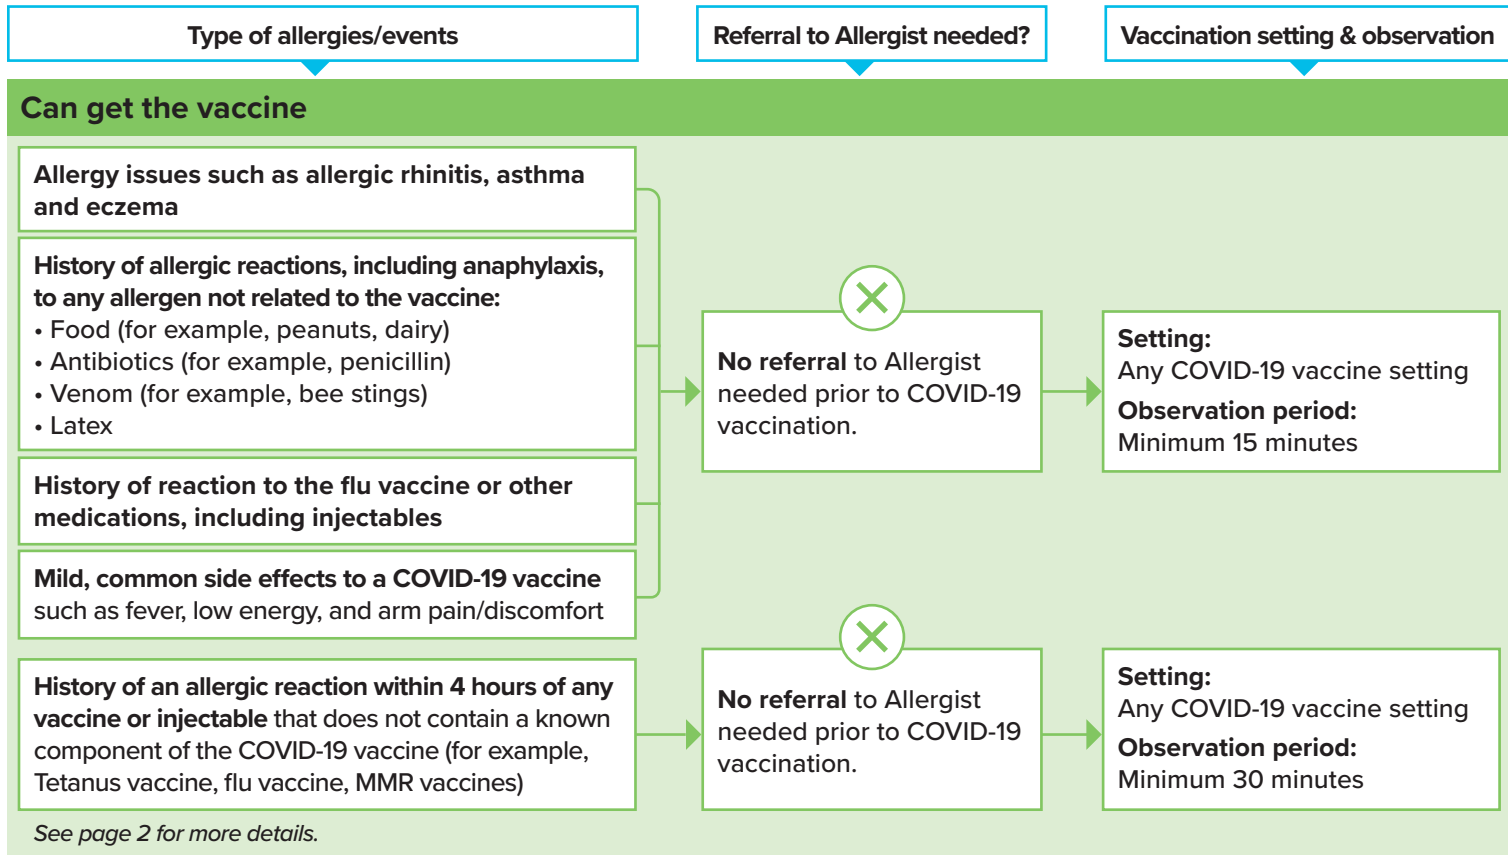 Type of allergies/events
Referral to Allergist needed?
Vaccination setting & observation
Can get the vaccine
Allergy issues such as allergic rhinitis, asthma
and eczema
History of allergic reactions, including anaphylaxis,
to any allergen not related to the vaccine:
• Food (for example, peanuts, dairy)
• Antibiotics (for example, penicillin)
• Venom (for example, bee stings)
• Latex
History of reaction to the flu vaccine or other
medications, including injectables
Mild, common side effects to a COVID-19 vaccine
such as fever, low energy, and arm pain/discomfort
No referral to Allergist
needed prior to COVID-19
vaccination.
Setting:
Any COVID-19 vaccine setting
Observation period:
Minimum 15 minutes
History of an allergic reaction within 4 hours of any
vaccine or injectable that does not contain a known
component of the COVID-19 vaccine (for example,
Tetanus vaccine, flu vaccine, MMR vaccines)
No referral to Allergist
needed prior to COVID-19
vaccination.
Setting:
Any COVID-19 vaccine setting
Observation period:
Minimum 30 minutes
See page 2 for more details.